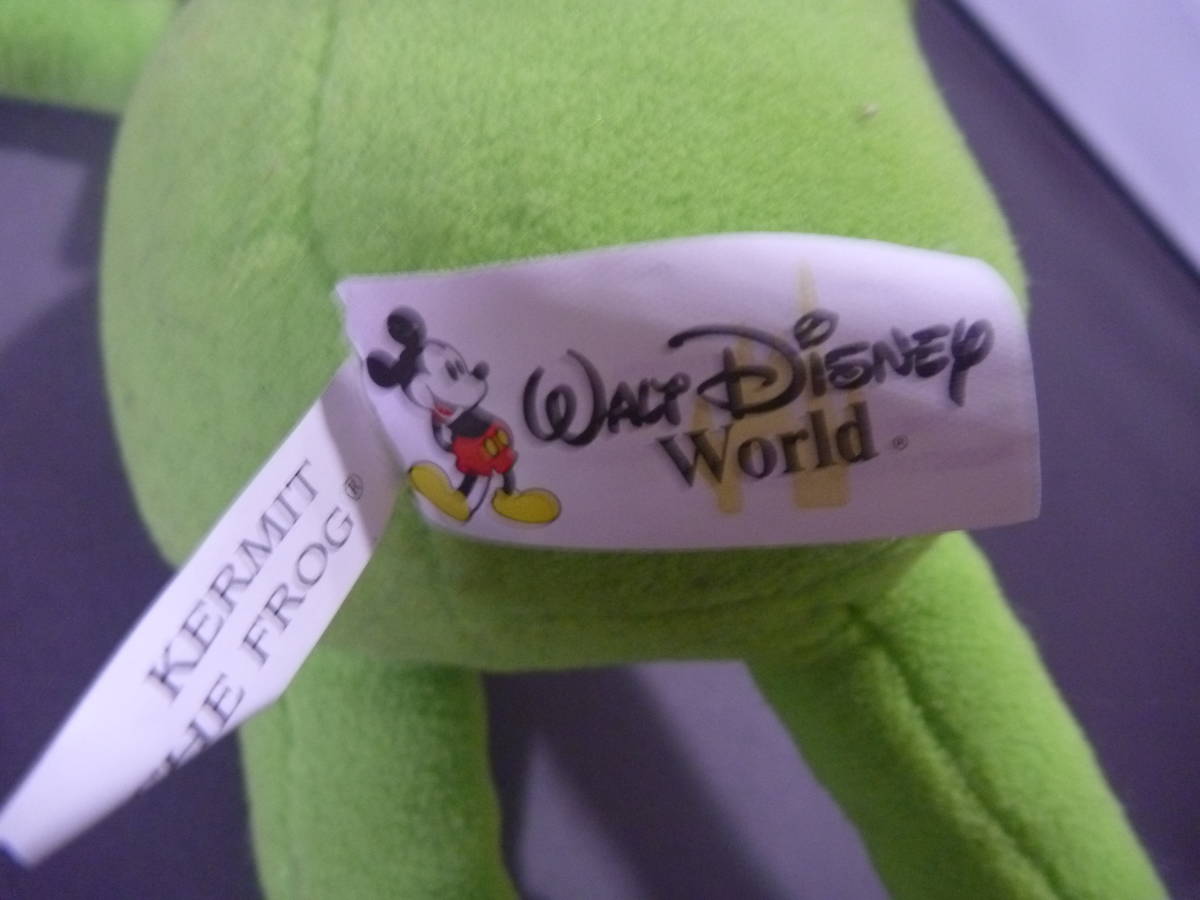 WALT DISNEY
World ®
KERMIT
THE FROG ®